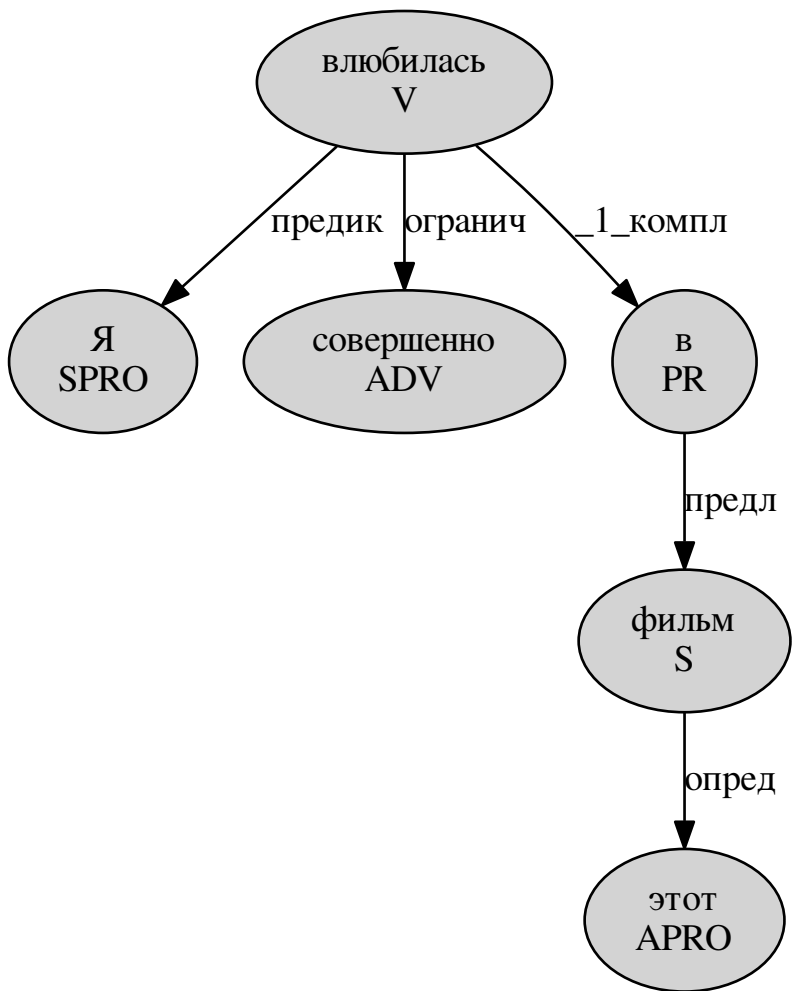 влюбилась
V
предик
огранич
_1_компл
Я
SPRO
совершенно
ADV
в
PR
предл
фильм
S
опред
этот
APRO